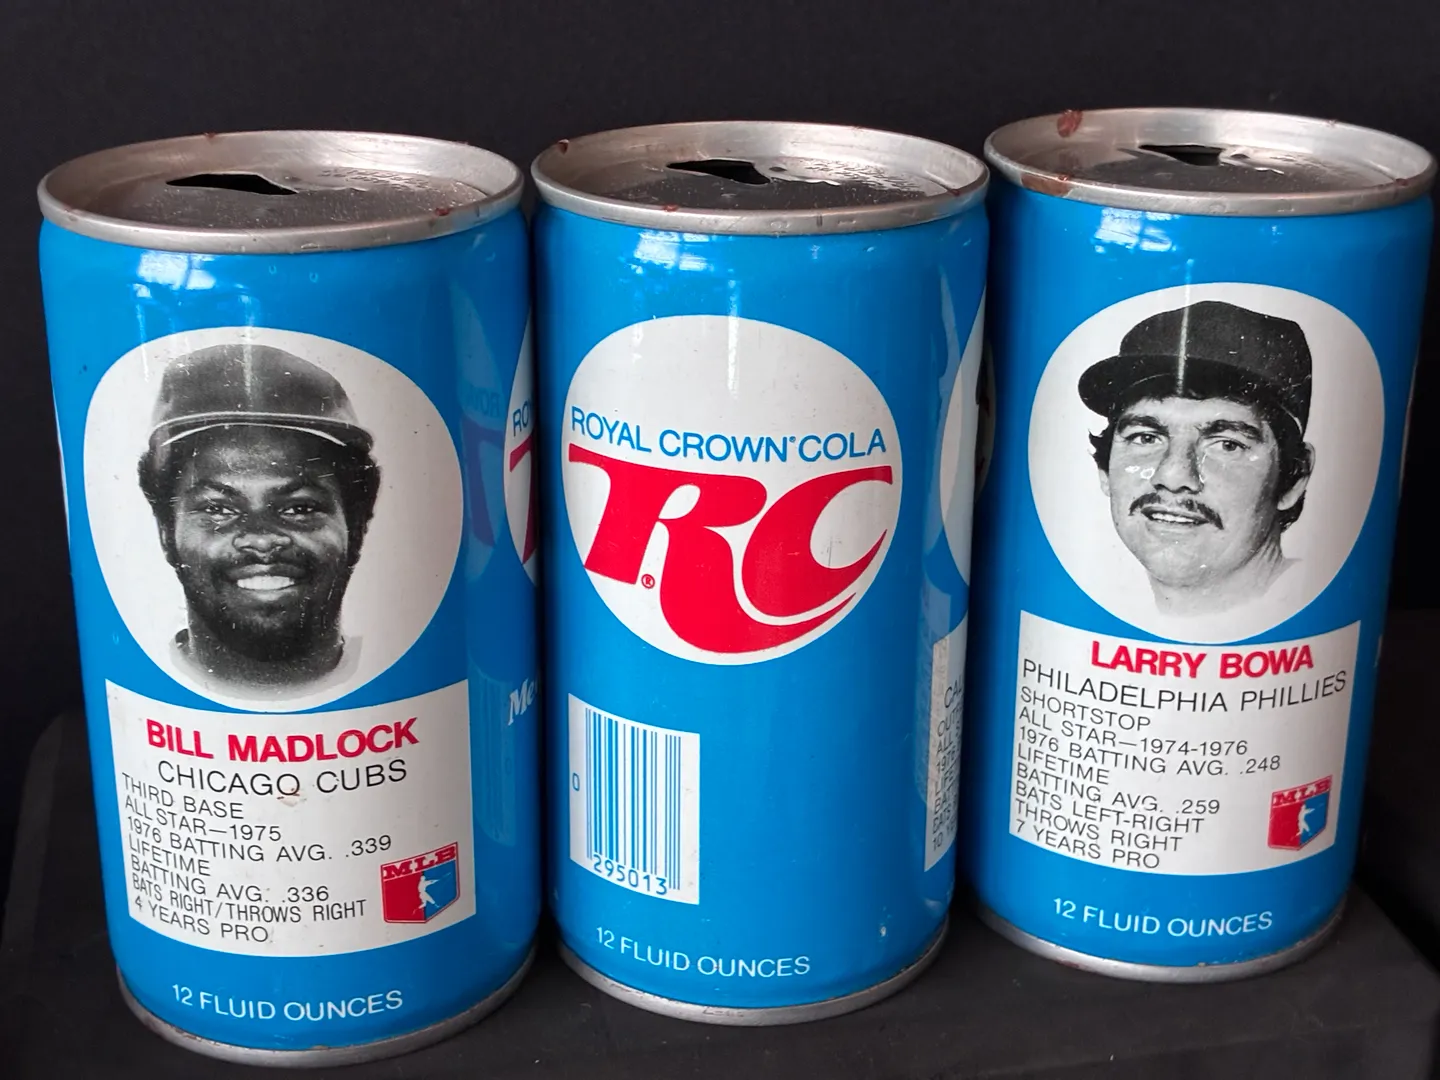 BILL MADLOCK
CHICAGO CUBS
THIRD BASE
ALL STAR—1975
1976 BATTING AVG. .339
LIFETIME
BATTING AVG. .336
BATS RIGHT/THROWS RIGHT
4 YEARS PRO
MLB
12 FLUID OUNCES
ROYAL CROWN COLA
RC®
0
295013
12 FLUID OUNCES
LARRY BOWA
PHILADELPHIA PHILLIES
SHORTSTOP
ALL STAR—1974-1976
1976 BATTING AVG. .248
LIFETIME
BATTING AVG. .259
BATS LEFT-RIGHT
THROWS RIGHT
7 YEARS PRO
MLB
12 FLUID OUNCES